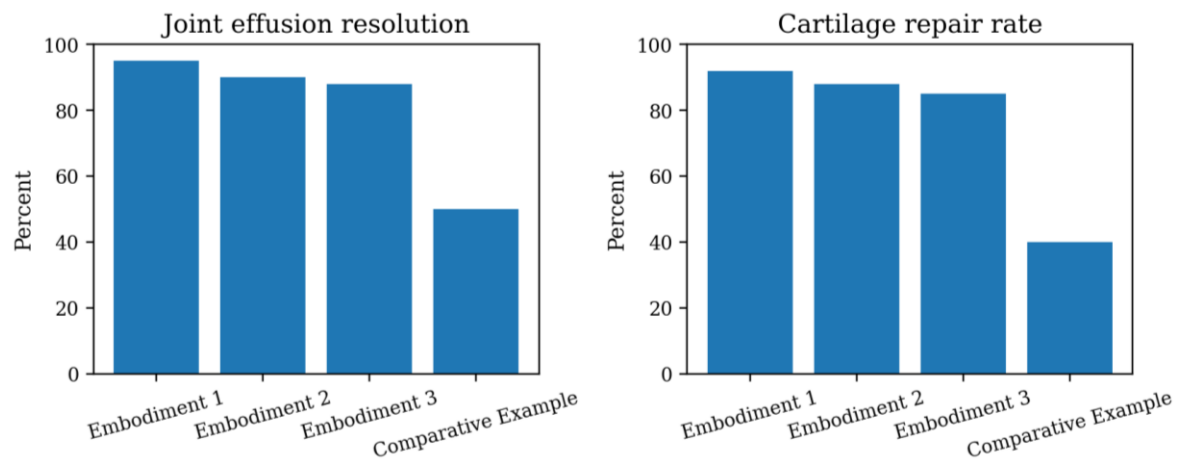 Joint effusion resolution
Percent
100
80
60
40
20
0
Embodiment 1
Embodiment 2
Embodiment 3
Comparative Example
Cartilage repair rate
Percent
100
80
60
40
20
0
Embodiment 1
Embodiment 2
Embodiment 3
Comparative Example